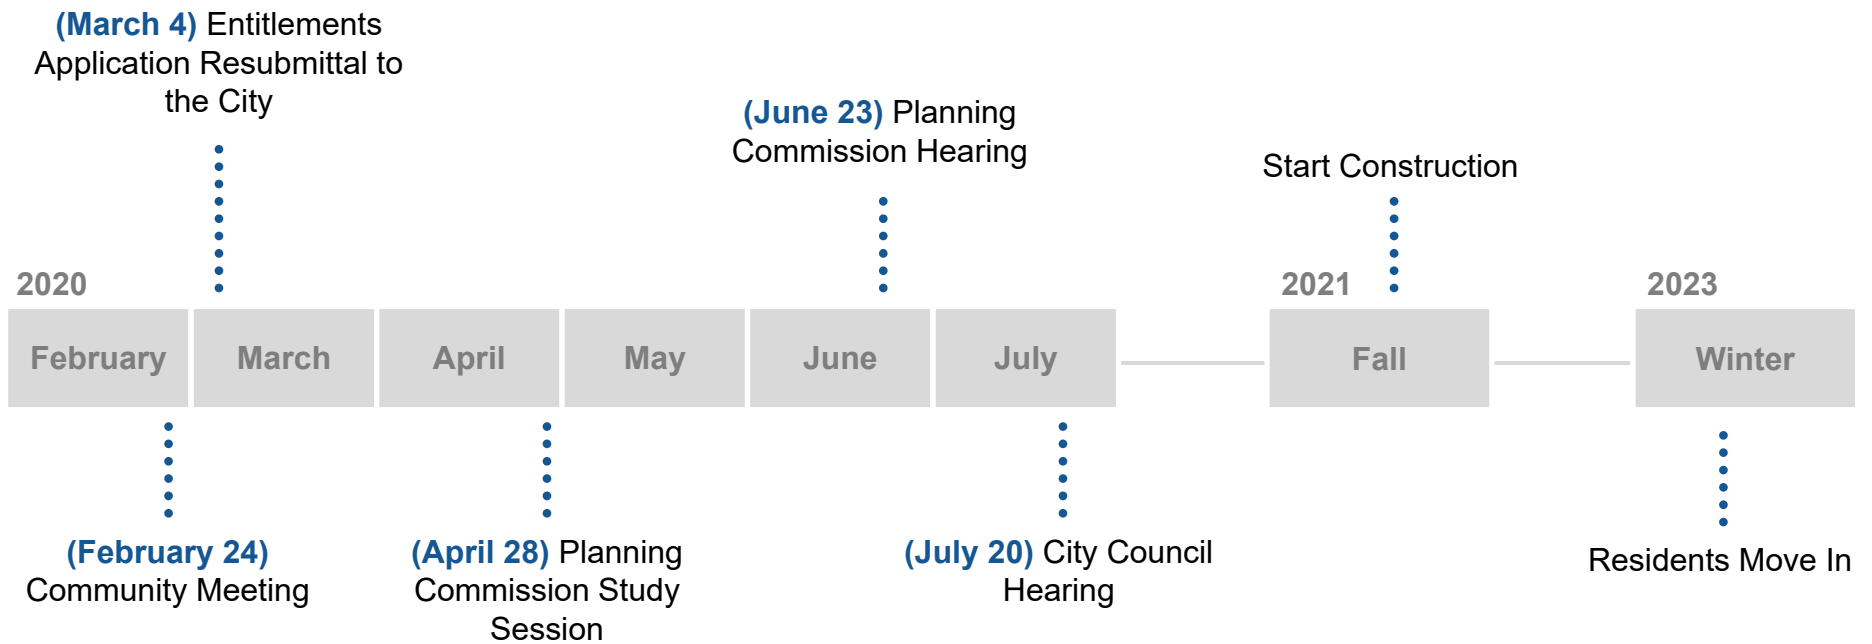 (March 4) Entitlements
Application Resubmittal to
the City
(June 23) Planning
Commission Hearing
Start Construction
2020
2021
2023
February
March
April
May
June
July
Fall
Winter
(February 24)
Community Meeting
(April 28) Planning
Commission Study
Session
(July 20) City Council
Hearing
Residents Move In